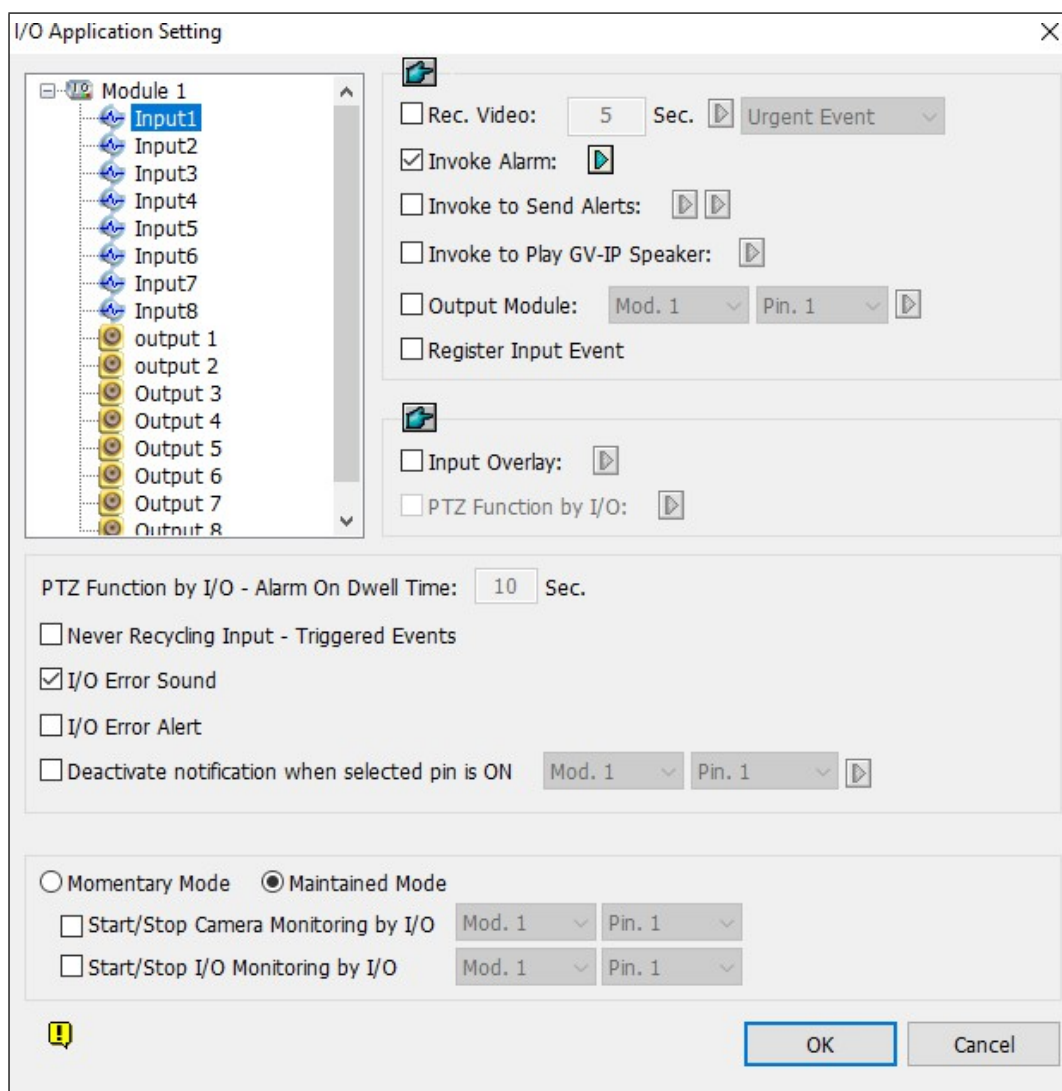 I/O Application Setting
Module 1
Input1
Input2
Input3
Input4
Input5
Input6
Input7
Input8
output 1
output 2
Output 3
Output 4
Output 5
Output 6
Output 7
Output 8
Rec. Video: 5 Sec. Urgent Event
Invoke Alarm:
Invoke to Send Alerts:
Invoke to Play GV-IP Speaker:
Output Module: Mod. 1 Pin. 1
Register Input Event
Input Overlay:
PTZ Function by I/O:
PTZ Function by I/O - Alarm On Dwell Time: 10 Sec.
Never Recycling Input - Triggered Events
I/O Error Sound
I/O Error Alert
Deactivate notification when selected pin is ON Mod. 1 Pin. 1
Momentary Mode Maintained Mode
Start/Stop Camera Monitoring by I/O Mod. 1 Pin. 1
Start/Stop I/O Monitoring by I/O Mod. 1 Pin. 1
OK Cancel